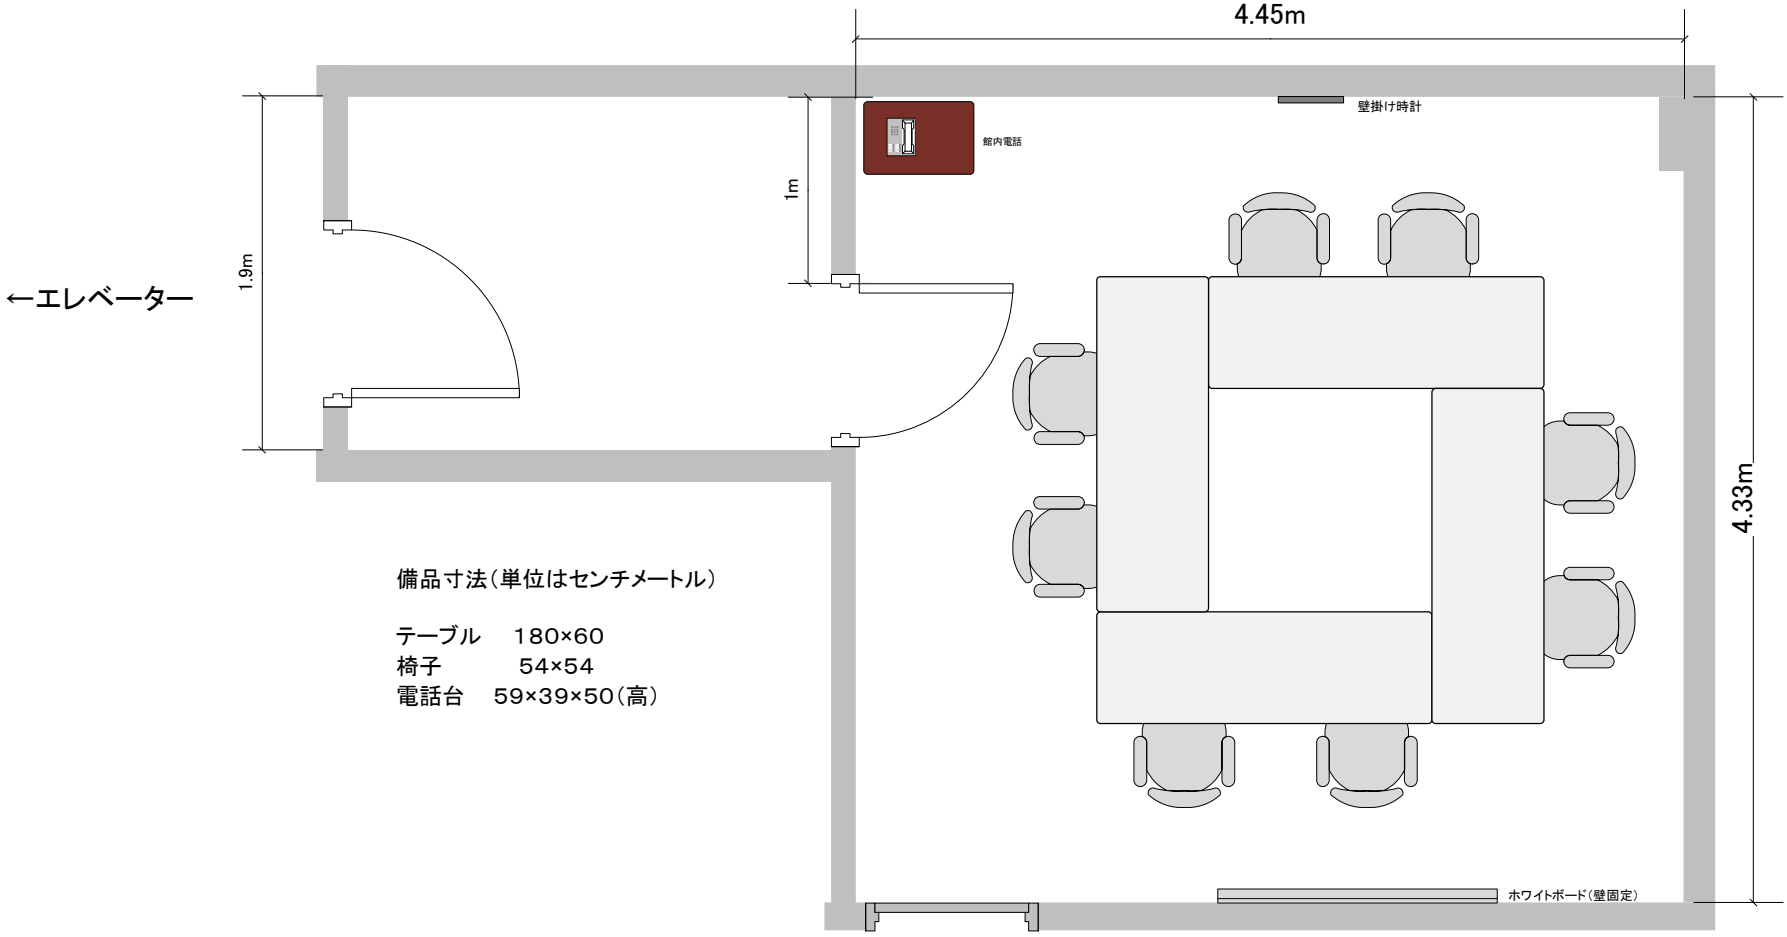 4.45m
壁掛け時計
館内電話
1m
1.9m
←エレベーター
4.33m
備品寸法(単位はセンチメートル)
テーブル　180×60
椅子　　　54×54
電話台　59×39×50(高)
ホワイトボード(壁固定)